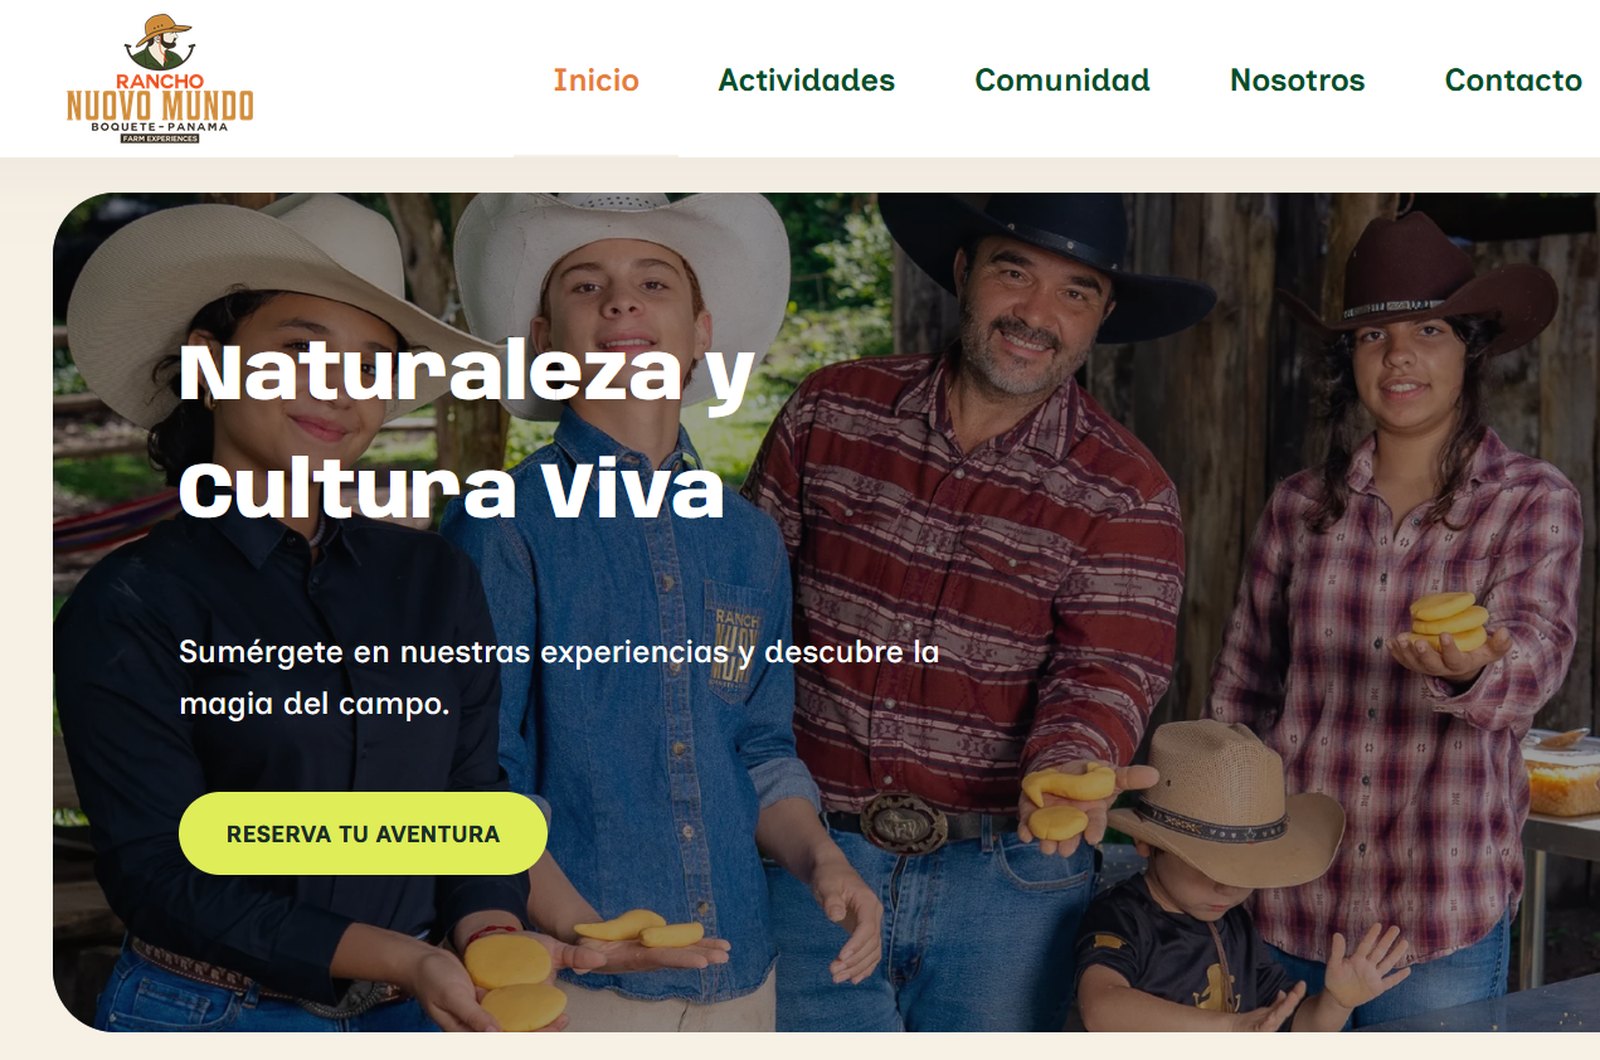 RANCHO
NUOVO MUNDO
BOQUETE-PANAMA
FARM EXPERIENCES
Inicio
Actividades
Comunidad
Nosotros
Contacto
Naturaleza y
Cultura Viva
Sumérgete en nuestras experiencias y descubre la
magia del campo.
RESERVA TU AVENTURA